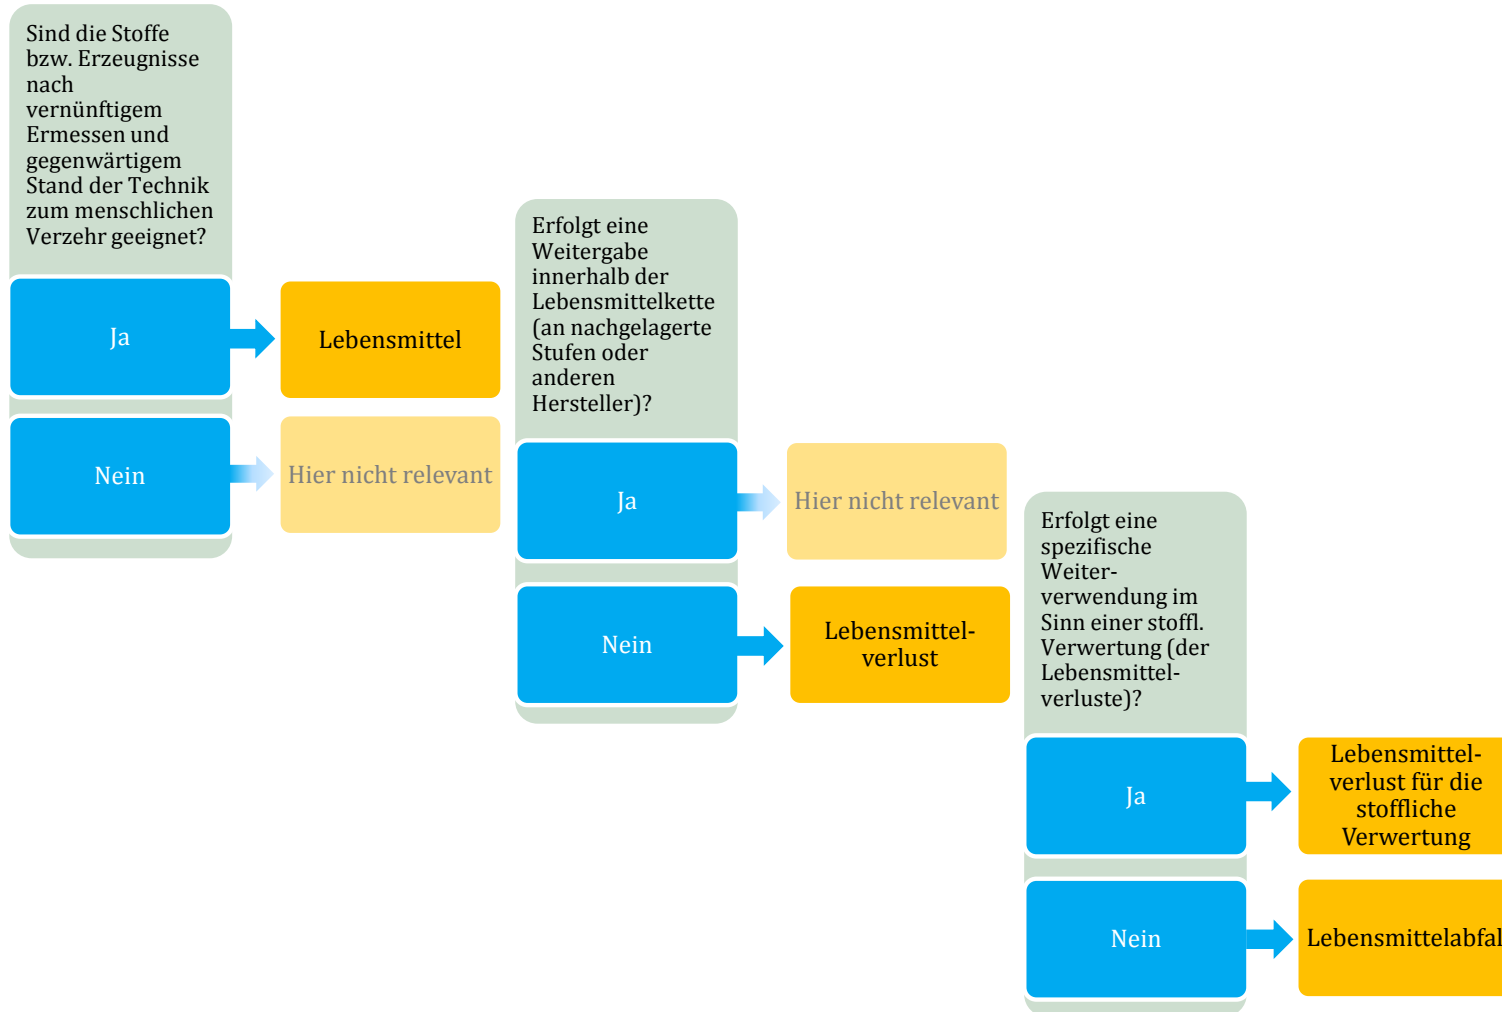 Sind die Stoffe
bzw. Erzeugnisse
nach
vernünftigem
Ermessen und
gegenwärtigem
Stand der Technik
zum menschlichen
Verzehr geeignet?
Ja
Lebensmittel
Nein
Hier nicht relevant
Erfolgt eine
Weitergabe
innerhalb der
Lebensmittelkette
(an nachgelagerte
Stufen oder
anderen
Hersteller)?
Ja
Hier nicht relevant
Nein
Lebensmittel-
verlust
Erfolgt eine
spezifische
Weiter-
verwendung im
Sinn einer stoffl.
Verwertung (der
Lebensmittel-
verluste)?
Ja
Lebensmittel-
verlust für die
stoffliche
Verwertung
Nein
Lebensmittelabfal